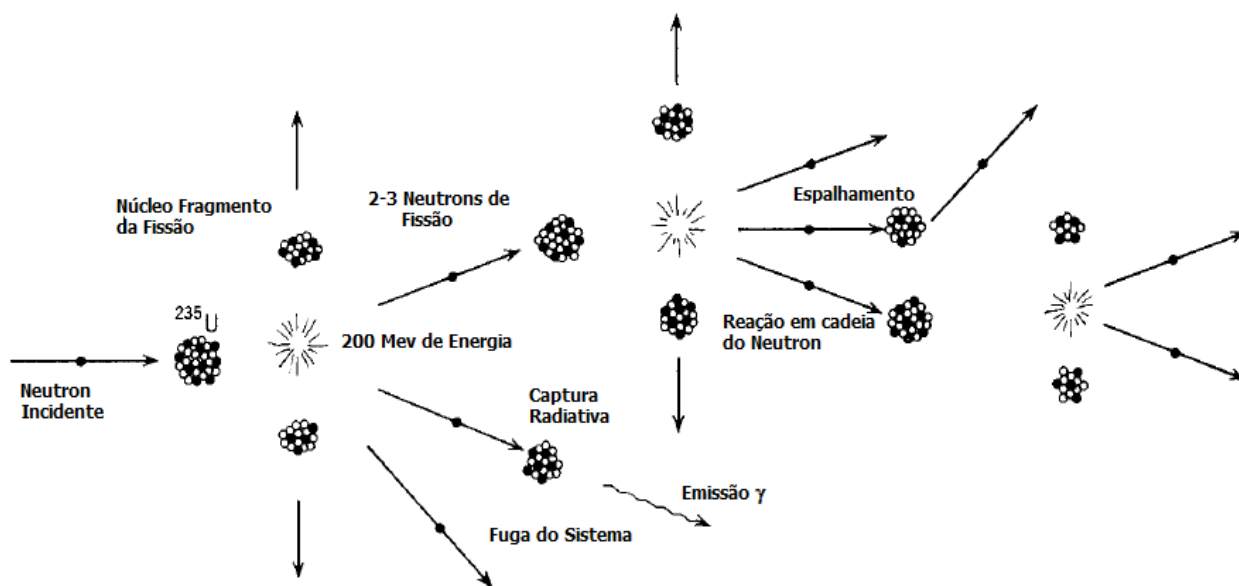 Núcleo Fragmento
da Fissão
2-3 Neutrons de
Fissão
Espalhamento
235U
200 Mev de Energia
Reação em cadeia
do Neutron
Neutron
Incidente
Captura
Radiativa
Emissão γ
Fuga do Sistema